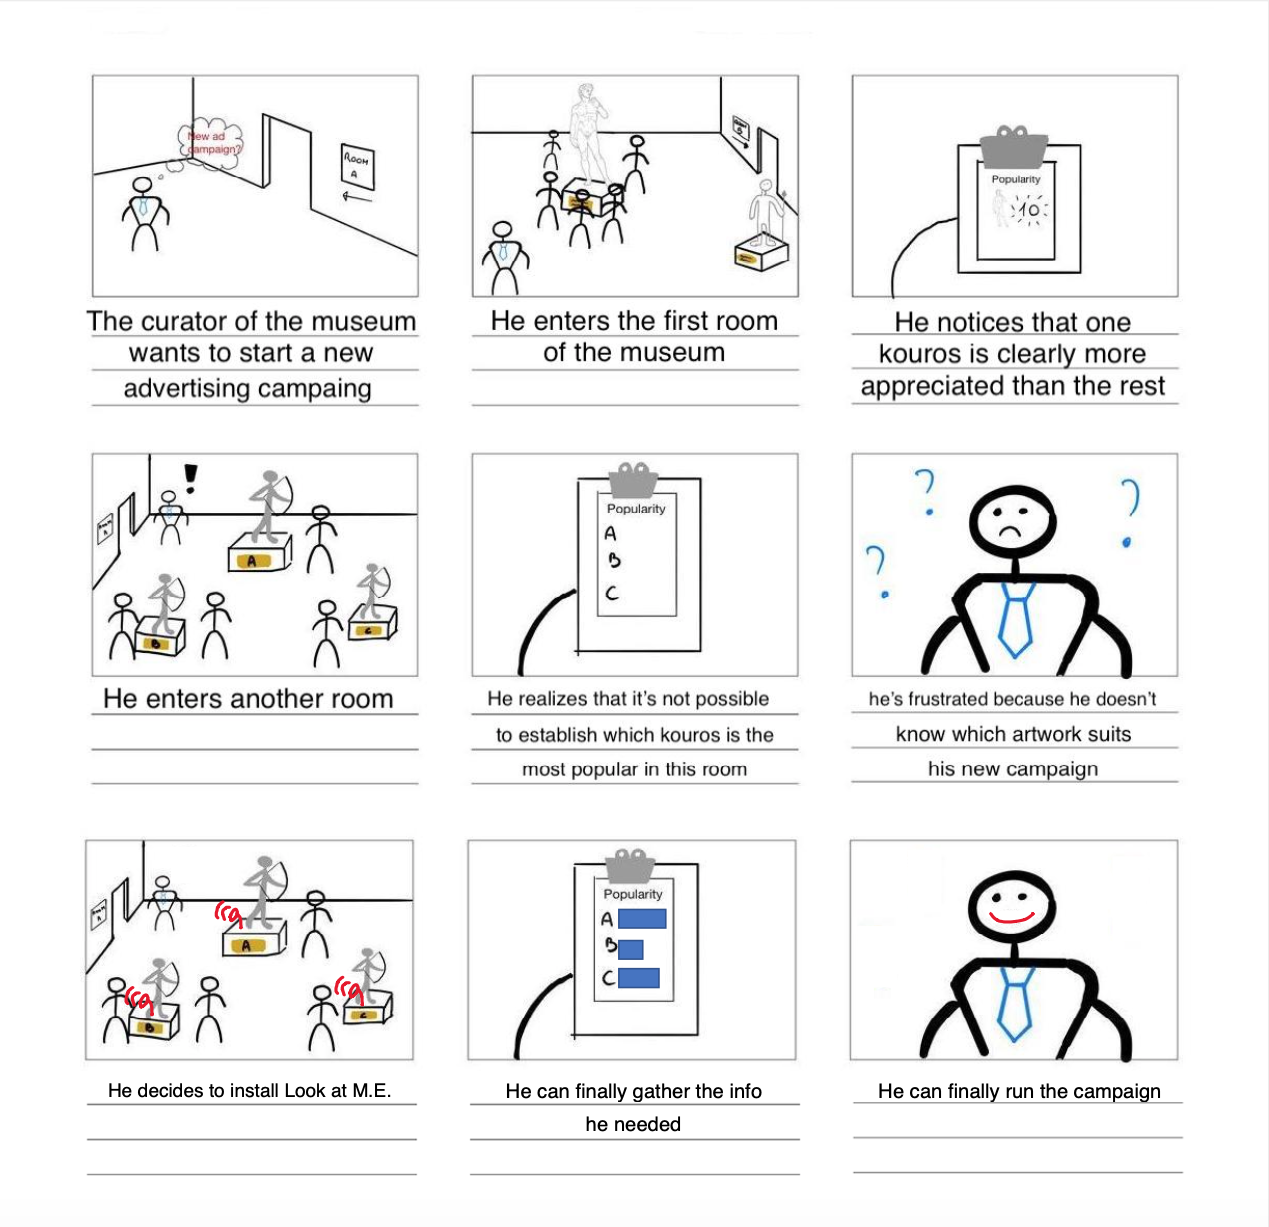 New ad
campaign?
ROOM
A
The curator of the museum
wants to start a new
advertising campaing
He enters the first room
of the museum
Popularity
10
He notices that one
kouros is clearly more
appreciated than the rest
!
A
B
C
He enters another room
Popularity
A
B
C
He realizes that it's not possible
to establish which kouros is the
most popular in this room
?
?
?
he's frustrated because he doesn't
know which artwork suits
his new campaign
A
B
C
He decides to install Look at M.E.
Popularity
A
B
C
He can finally gather the info
he needed
He can finally run the campaign